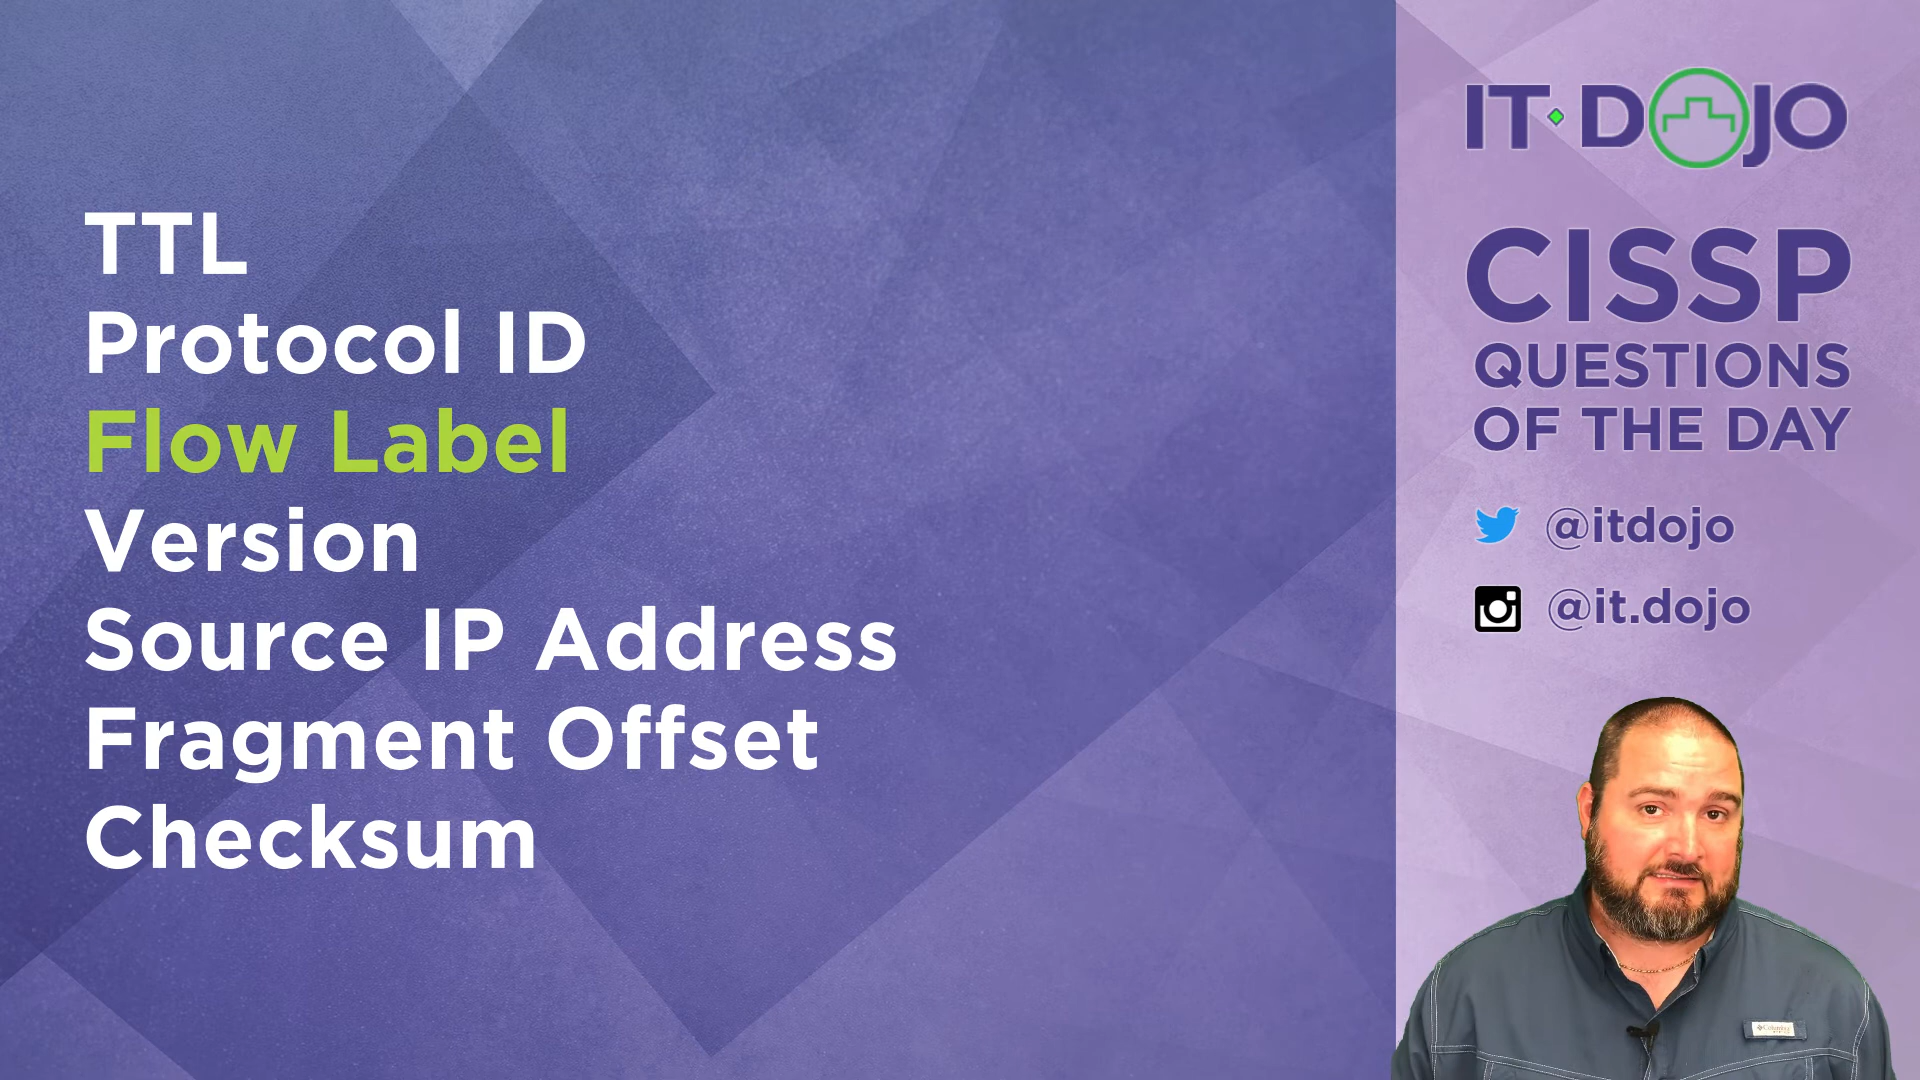 TTL
Protocol ID
Flow Label
Version
Source IP Address
Fragment Offset
Checksum
IT DOJO
CISSP
QUESTIONS
OF THE DAY
@itdojo
@it.dojo
Columbia